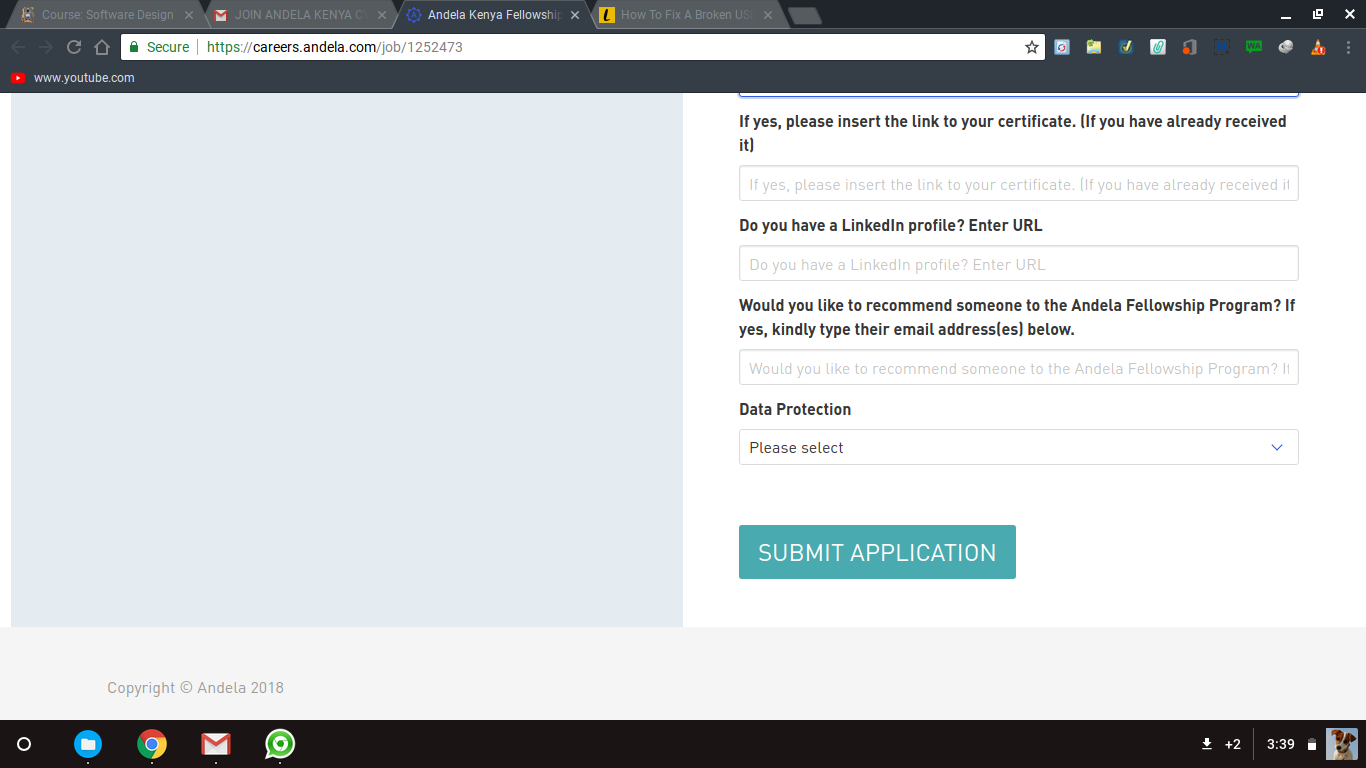 Course: Software Design
JOIN ANDELA KENYA C
Andela Kenya Fellowship
How To Fix A Broken US
Secure
https://careers.andela.com/job/1252473
www.youtube.com
If yes, please insert the link to your certificate. (If you have already received
it)
If yes, please insert the link to your certificate. (If you have already received it
Do you have a LinkedIn profile? Enter URL
Do you have a LinkedIn profile? Enter URL
Would you like to recommend someone to the Andela Fellowship Program? If
yes, kindly type their email address(es) below.
Would you like to recommend someone to the Andela Fellowship Program? If
Data Protection
Please select
SUBMIT APPLICATION
Copyright © Andela 2018
+2
3:39